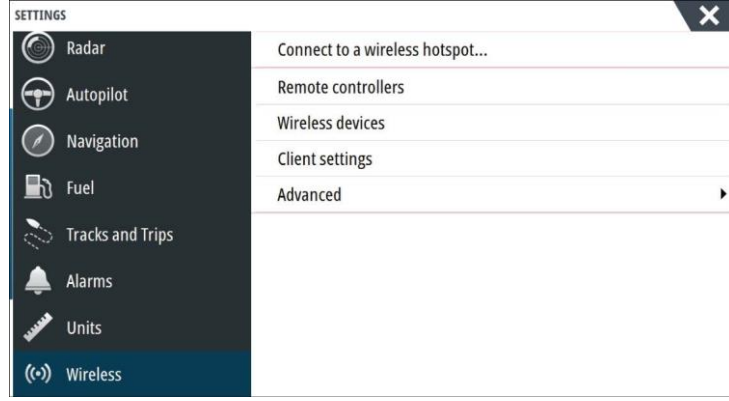 SETTINGS
Radar
Autopilot
Navigation
Fuel
Tracks and Trips
Alarms
Units
Wireless
Connect to a wireless hotspot...
Remote controllers
Wireless devices
Client settings
Advanced